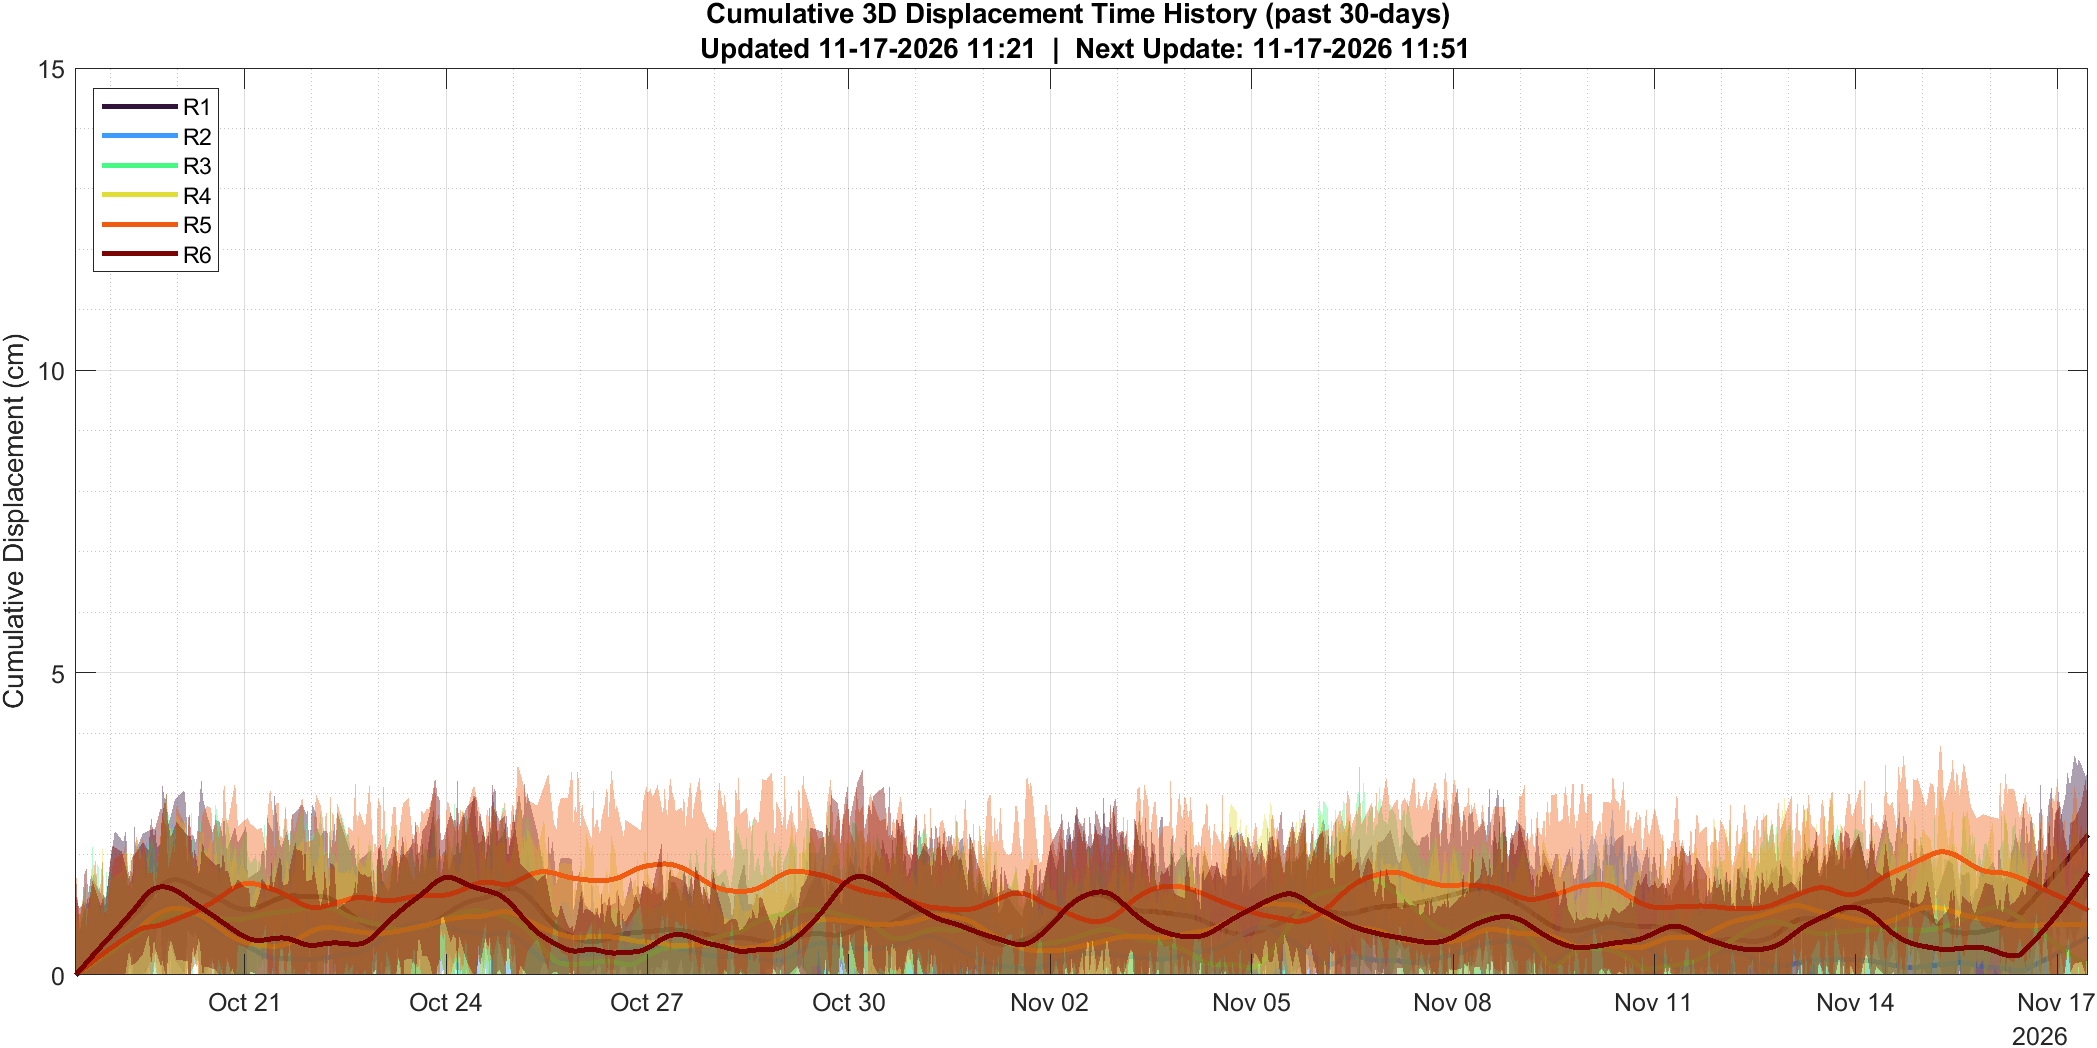 Cumulative 3D Displacement Time History (past 30-days)
Updated 11-17-2026 11:21 | Next Update: 11-17-2026 11:51
15
10
5
0
Cumulative Displacement (cm)
R1
R2
R3
R4
R5
R6
Oct 21 Oct 24 Oct 27 Oct 30 Nov 02 Nov 05 Nov 08 Nov 11 Nov 14 Nov 17
2026